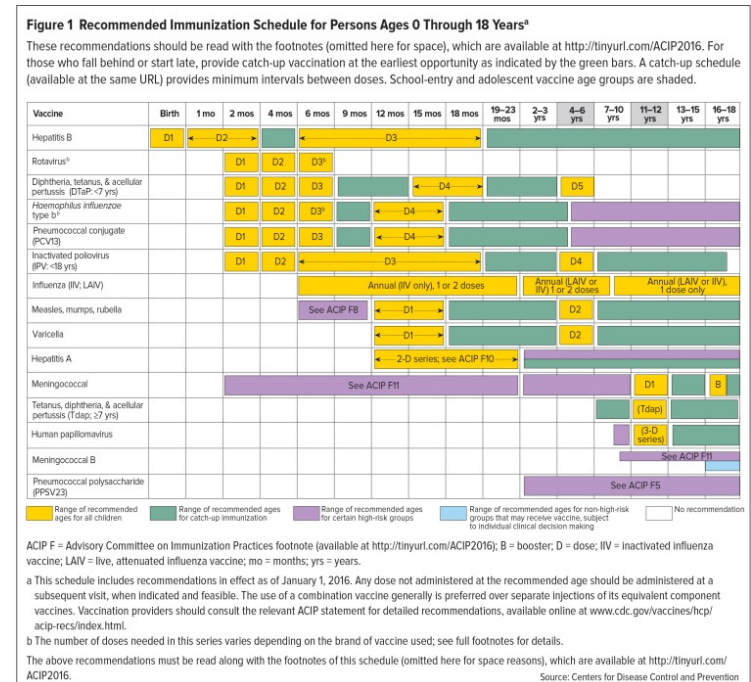 Figure 1 Recommended Immunization Schedule for Persons Ages 0 Through 18 Yearsa
These recommendations should be read with the footnotes (omitted here for space), which are available at http://tinyurl.com/ACIP2016. For
those who fall behind or start late, provide catch-up vaccination at the earliest opportunity as indicated by the green bars. A catch-up schedule
(available at the same URL) provides minimum intervals between doses. School-entry and adolescent vaccine age groups are shaded.
Vaccine Birth 1 mo 2 mos 4 mos 6 mos 9 mos 12 mos 15 mos 18 mos 19–23 mos 2–3 yrs 4–6 yrs 7–10 yrs 11–12 yrs 13–15 yrs 16–18 yrs
Hepatitis B D1 D2 D3
Rotavirusb D1 D2 D3b
Diphtheria, tetanus, & acellular
pertussis (DTaP: <7 yrs) D1 D2 D3 D4 D5
Haemophilus influenzae
type bb D1 D2 D3b D4
Pneumococcal conjugate
(PCV13) D1 D2 D3 D4
Inactivated poliovirus
(IPV: <18 yrs) D1 D2 D3 D4
Influenza (IIV; LAIV) Annual (IIV only), 1 or 2 doses Annual (LAIV or IIV) 1 or 2 doses Annual (LAIV or IIV), 1 dose only
Measles, mumps, rubella See ACIP F8 D1 D2
Varicella D1 D2
Hepatitis A 2-D series; see ACIP F10
Meningococcal See ACIP F11 D1 B
Tetanus, diphtheria, & acellular
pertussis (Tdap; ≥7 yrs) (Tdap)
Human papillomavirus (3-D series)
Meningococcal B See ACIP F11
Pneumococcal polysaccharide
(PPSV23) See ACIP F5
Range of recommended
ages for all children
Range of recommended ages
for catch-up immunization
Range of recommended ages
for certain high-risk groups
Range of recommended ages for non-high-risk
groups that may receive vaccine, subject
to individual clinical decision making
No recommendation
ACIP F = Advisory Committee on Immunization Practices footnote (available at http://tinyurl.com/ACIP2016); B = booster; D = dose; IIV = inactivated influenza
vaccine; LAIV = live, attenuated influenza vaccine; mo = months; yrs = years.
a This schedule includes recommendations in effect as of January 1, 2016. Any dose not administered at the recommended age should be administered at a
subsequent visit, when indicated and feasible. The use of a combination vaccine generally is preferred over separate injections of its equivalent component
vaccines. Vaccination providers should consult the relevant ACIP statement for detailed recommendations, available online at www.cdc.gov/vaccines/hcp/
acip-recs/index.html.
b The number of doses needed in this series varies depending on the brand of vaccine used; see full footnotes for details.
The above recommendations must be read along with the footnotes of this schedule (omitted here for space reasons), which are available at http://tinyurl.com/
ACIP2016.
Source: Centers for Disease Control and Prevention